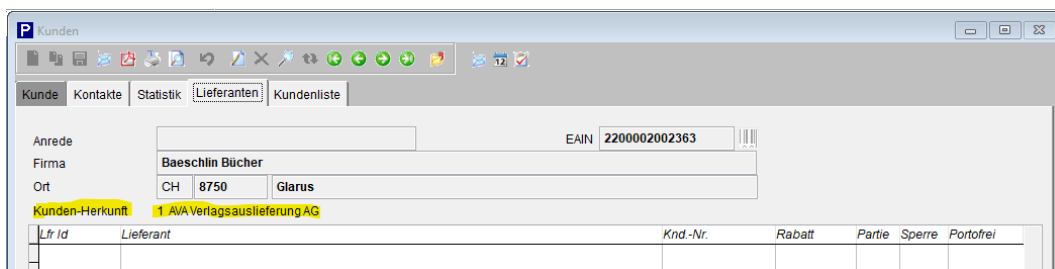 P Kunden
12
Kunde Kontakte Statistik Lieferanten Kundenliste
Anrede EAIN 2200002002363
Firma Baeschlin Bücher
Ort CH 8750 Glarus
Kunden-Herkunft 1 AVA Verlagsauslieferung AG
Lfr Id Lieferant Knd.-Nr. Rabatt Partie Sperre Portofrei